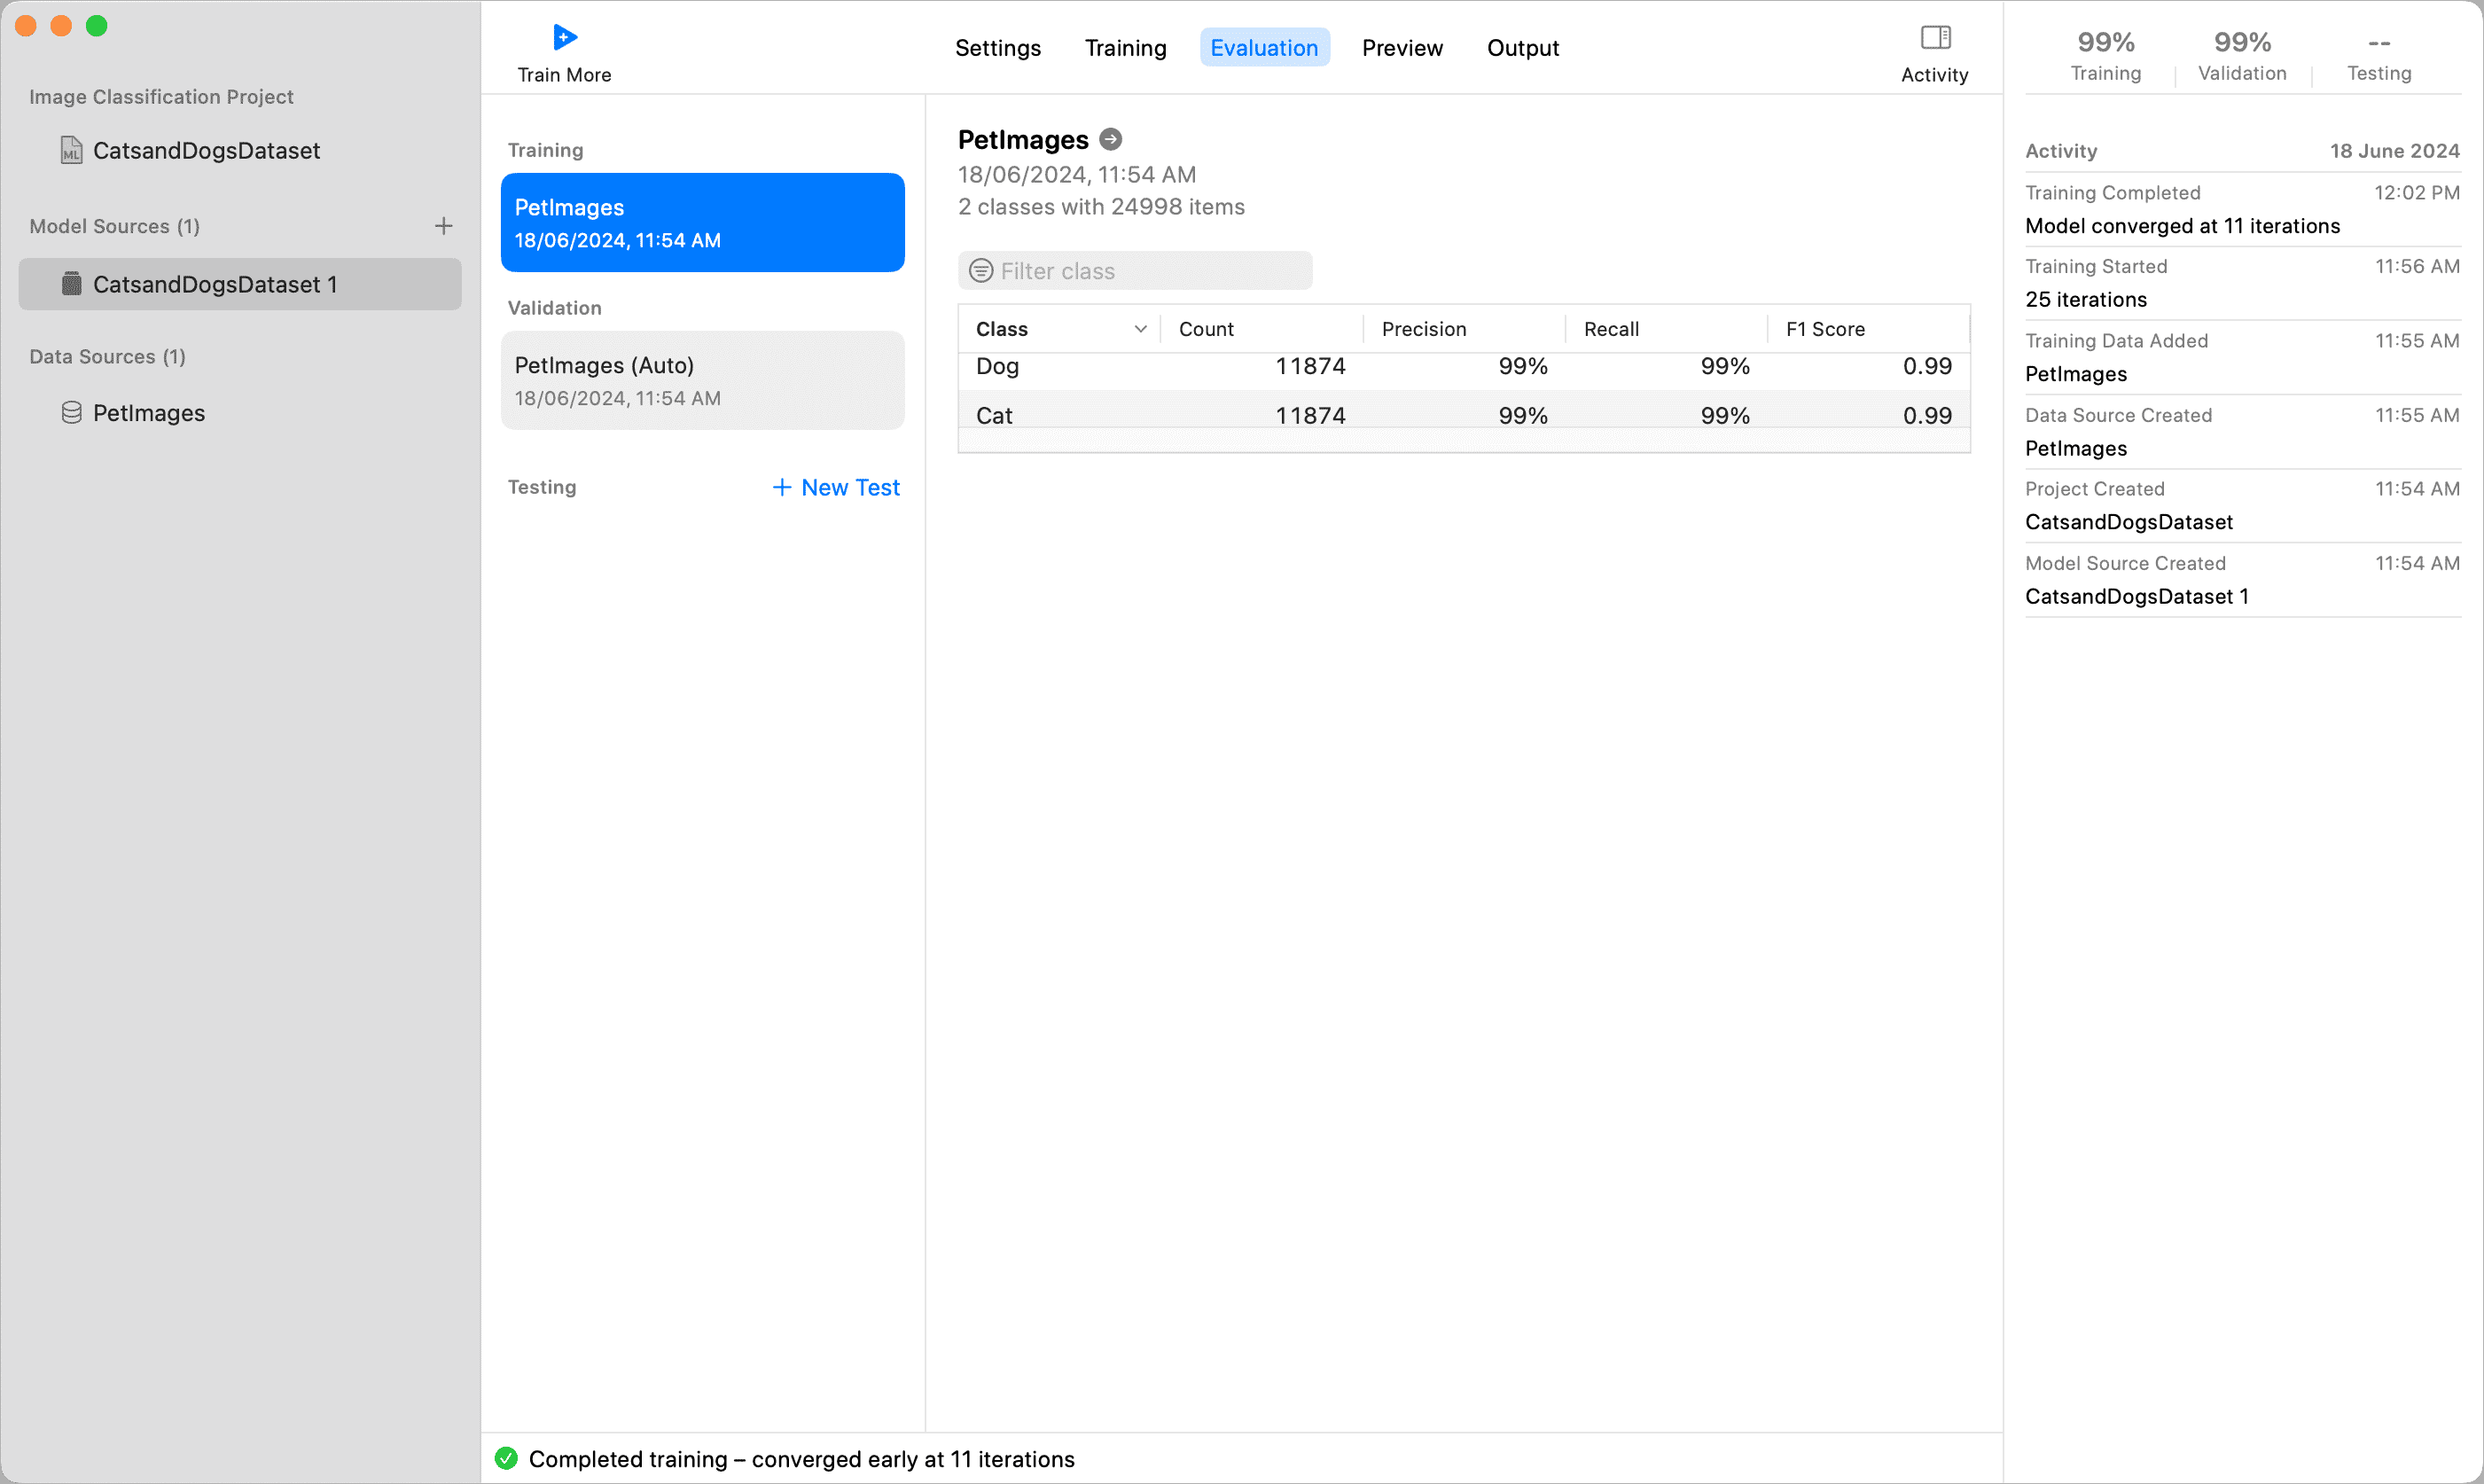 Image Classification Project
ML CatsandDogsDataset
Model Sources (1) +
CatsandDogsDataset 1
Data Sources (1)
PetImages
Train More
Settings Training Evaluation Preview Output
Activity
Training
PetImages
18/06/2024, 11:54 AM
Validation
PetImages (Auto)
18/06/2024, 11:54 AM
Testing + New Test
PetImages
18/06/2024, 11:54 AM
2 classes with 24998 items
Filter class
Class Count Precision Recall F1 Score
Dog 11874 99% 99% 0.99
Cat 11874 99% 99% 0.99
Completed training – converged early at 11 iterations
99% 99% --
Training Validation Testing
Activity 18 June 2024
Training Completed 12:02 PM
Model converged at 11 iterations
Training Started 11:56 AM
25 iterations
Training Data Added 11:55 AM
PetImages
Data Source Created 11:55 AM
PetImages
Project Created 11:54 AM
CatsandDogsDataset
Model Source Created 11:54 AM
CatsandDogsDataset 1